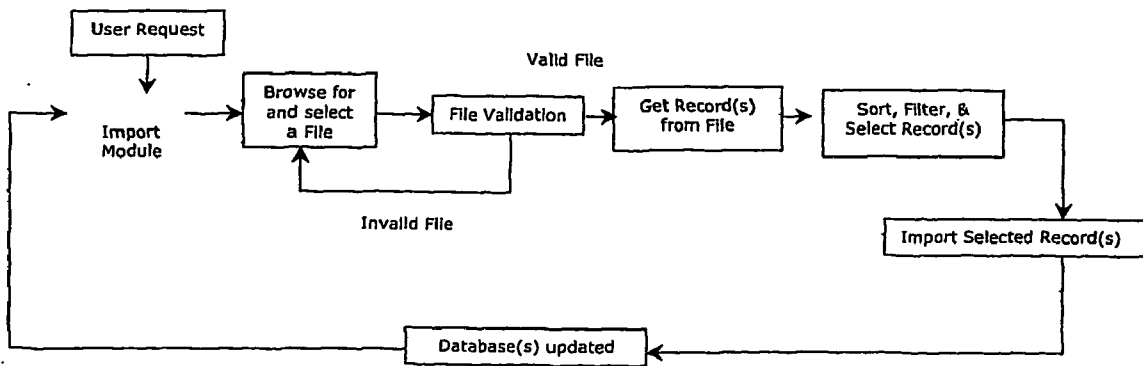 User Request
Valid File
Browse for
and select
a File
Import
Module
File Validation
Get Record(s)
from File
Sort, Filter, &
Select Record(s)
Invalid File
Import Selected Record(s)
Database(s) updated